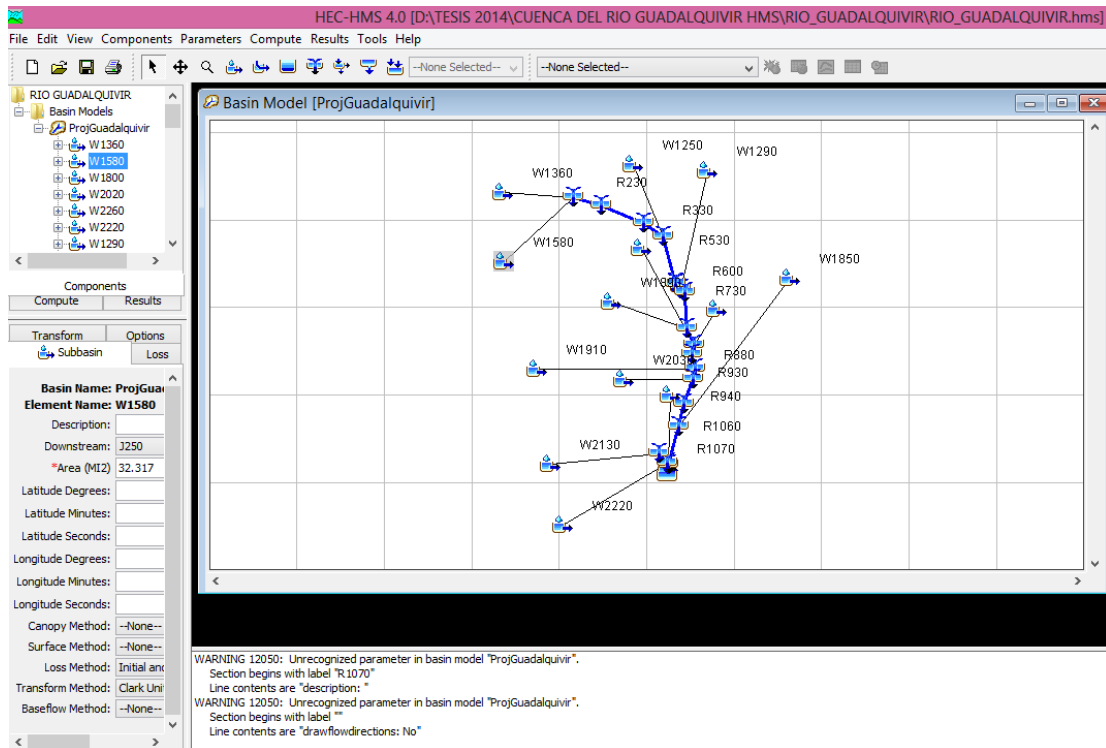 HEC-HMS 4.0 [D:\TESIS 2014\CUENCA DEL RIO GUADALQUIVIR HMS\RIO_GUADALQUIVIR\RIO_GUADALQUIVIR.hms]
File Edit View Components Parameters Compute Results Tools Help
--None Selected-- --None Selected--
RIO GUADALQUIVIR
Basin Models
ProjGuadalquivir
W1360
W1580
W1800
W2020
W2260
W2220
W1290
Components
Compute Results
Transform Options
Subbasin Loss
Basin Name: ProjGuad
Element Name: W1580
Description:
Downstream: J250
*Area (MI2) 32.317
Latitude Degrees:
Latitude Minutes:
Latitude Seconds:
Longitude Degrees:
Longitude Minutes:
Longitude Seconds:
Canopy Method: --None--
Surface Method: --None--
Loss Method: Initial and
Transform Method: Clark Unit
Baseflow Method: --None--
Basin Model [ProjGuadalquivir]
W1250
W1290
W1360
R230
R330
W1580
R530
W1850
R600
R730
W1910
R880
R930
R940
R1060
W2130
R1070
W2220
WARNING 12050: Unrecognized parameter in basin model "ProjGuadalquivir".
Section begins with label "R1070"
Line contents are "description: "
WARNING 12050: Unrecognized parameter in basin model "ProjGuadalquivir".
Section begins with label ""
Line contents are "drawflowdirections: No"